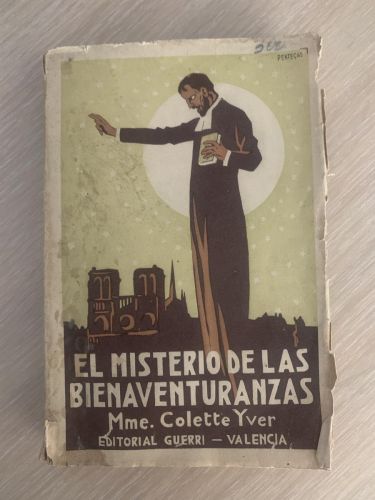 EL MISTERIO DE LAS
BIENAVENTURANZAS
Mme. Colette Yver
EDITORIAL GUERRI — VALENCIA